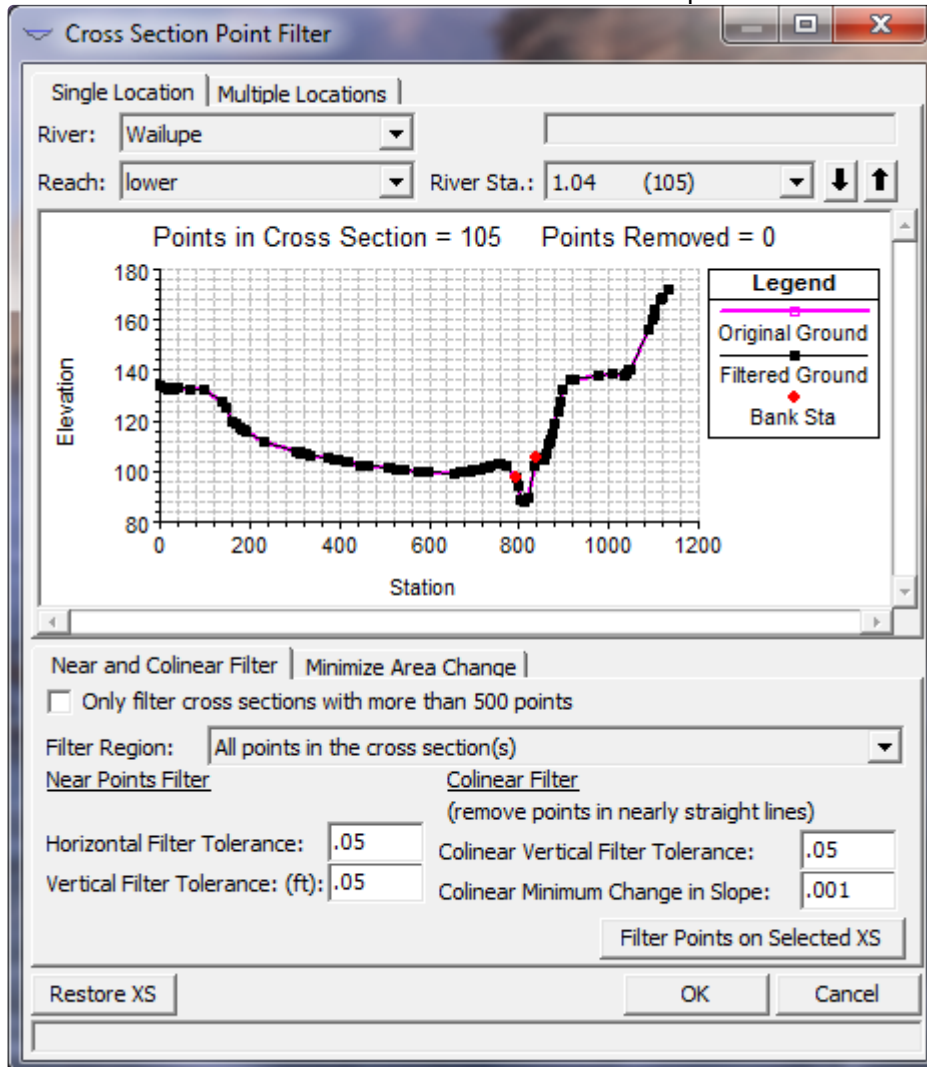 Cross Section Point Filter
Single Location Multiple Locations
River: Wailupe
Reach: lower River Sta.: 1.04 (105)
Points in Cross Section = 105 Points Removed = 0
180
160
140
120
100
80
Elevation
0 200 400 600 800 1000 1200
Station
Legend
Original Ground
Filtered Ground
Bank Sta
Near and Colinear Filter Minimize Area Change
Only filter cross sections with more than 500 points
Filter Region: All points in the cross section(s)
Near Points Filter Colinear Filter
(remove points in nearly straight lines)
Horizontal Filter Tolerance: .05 Colinear Vertical Filter Tolerance: .05
Vertical Filter Tolerance: (ft): .05 Colinear Minimum Change in Slope: .001
Filter Points on Selected XS
Restore XS OK Cancel